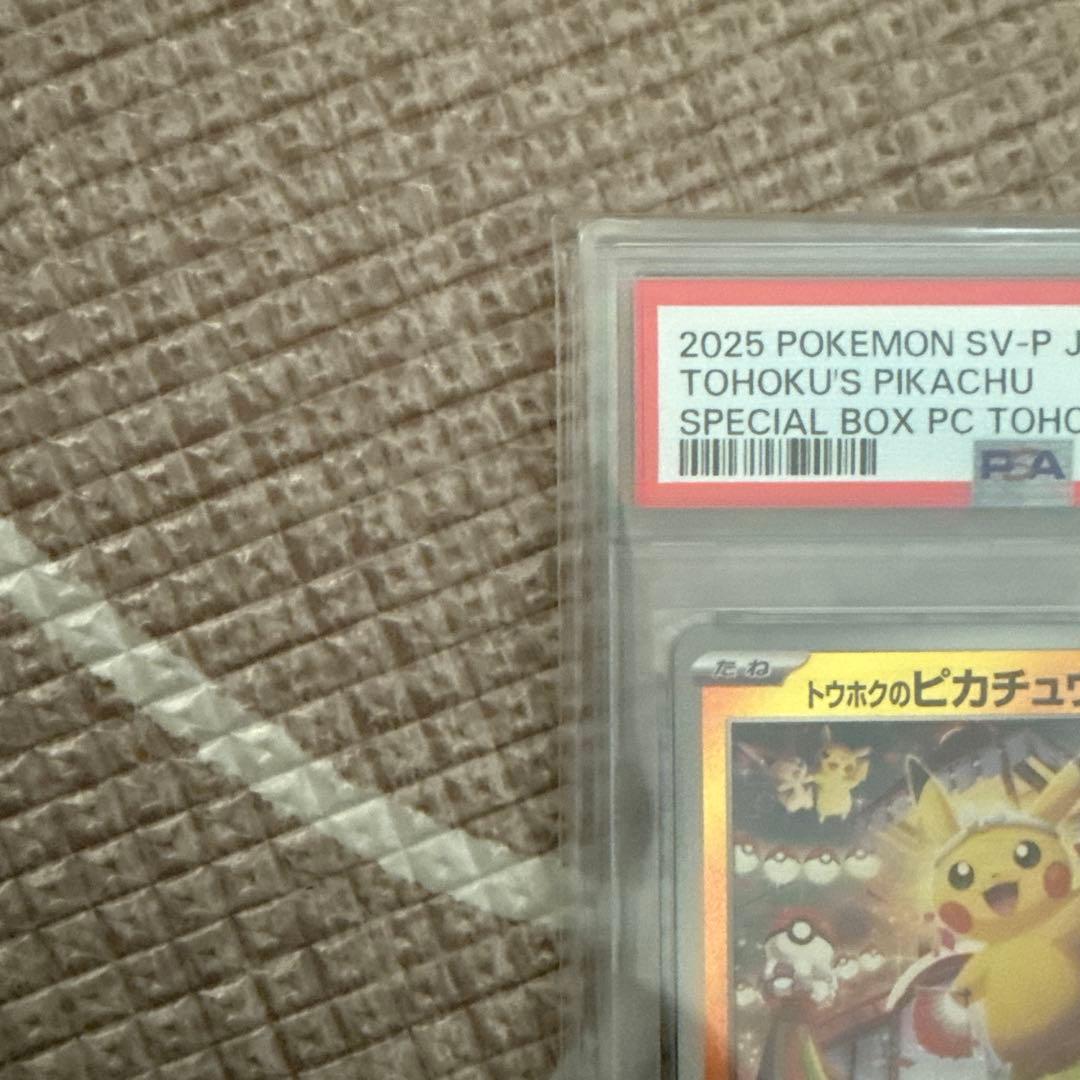 2025 POKEMON SV-P J
TOHOKU'S PIKACHU
SPECIAL BOX PC TOHO
PSA
たね
トウホクのピカチュウ